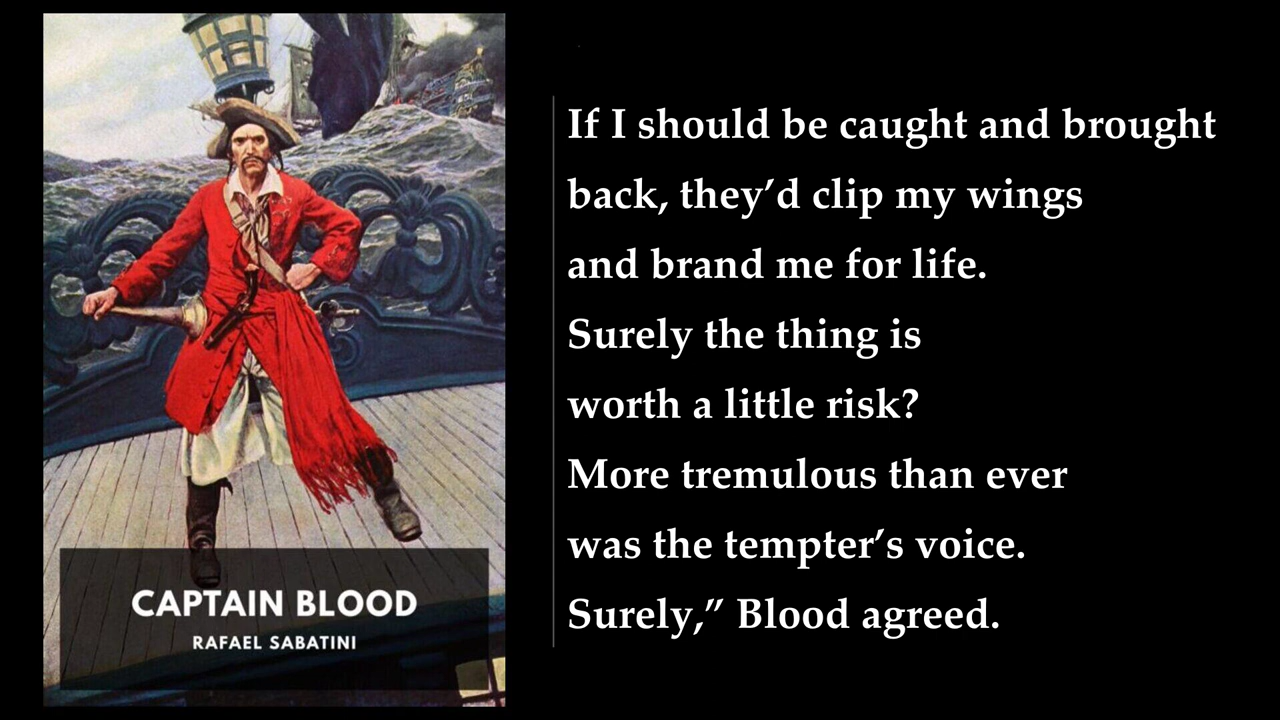 CAPTAIN BLOOD
RAFAEL SABATINI
If I should be caught and brought
back, they’d clip my wings
and brand me for life.
Surely the thing is
worth a little risk?
More tremulous than ever
was the tempter’s voice.
Surely,” Blood agreed.